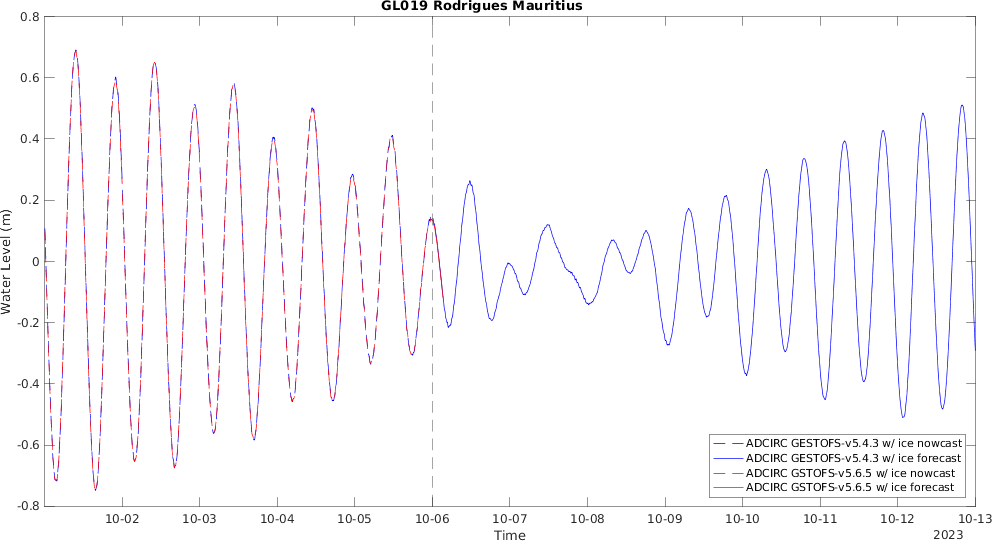 GL019 Rodrigues Mauritius
Water Level (m)
0.8
0.6
0.4
0.2
0
-0.2
-0.4
-0.6
-0.8
ADCIRC GESTOFS-v5.4.3 w/ ice nowcast
ADCIRC GESTOFS-v5.4.3 w/ ice forecast
ADCIRC GSTOFS-v5.6.5 w/ ice nowcast
ADCIRC GSTOFS-v5.6.5 w/ ice forecast
10-02 10-03 10-04 10-05 10-06 10-07 10-08 10-09 10-10 10-11 10-12 10-13
Time
2023